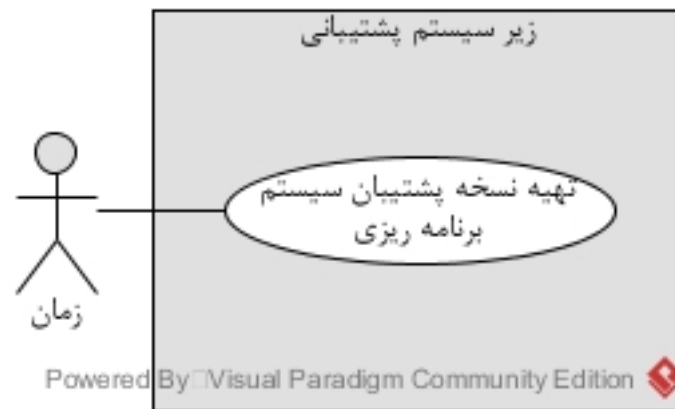 زیر سیستم پشتیبانی
تهیه نسخه پشتیبان سیستم
برنامه ریزی
زمان
Powered By Visual Paradigm Community Edition